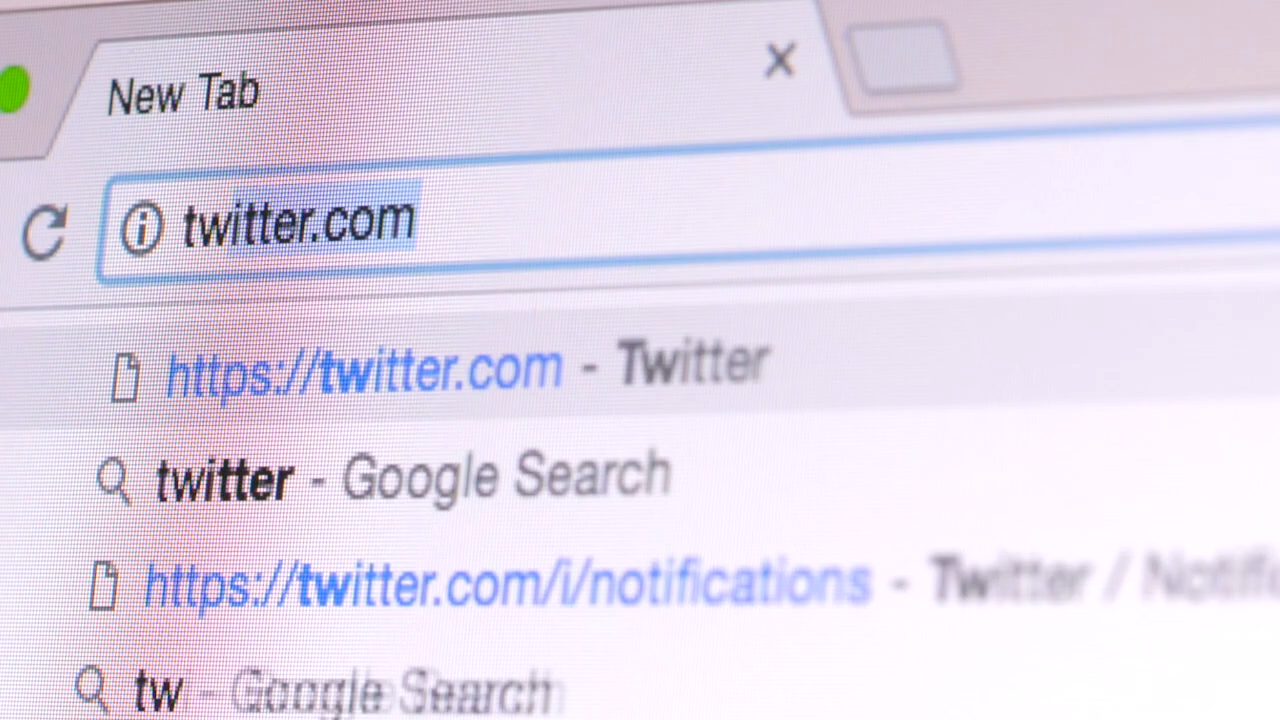 New Tab
twitter.com
https://twitter.com - Twitter
twitter - Google Search
https://twitter.com/i/notifications - Twitter /
tw - Google Search